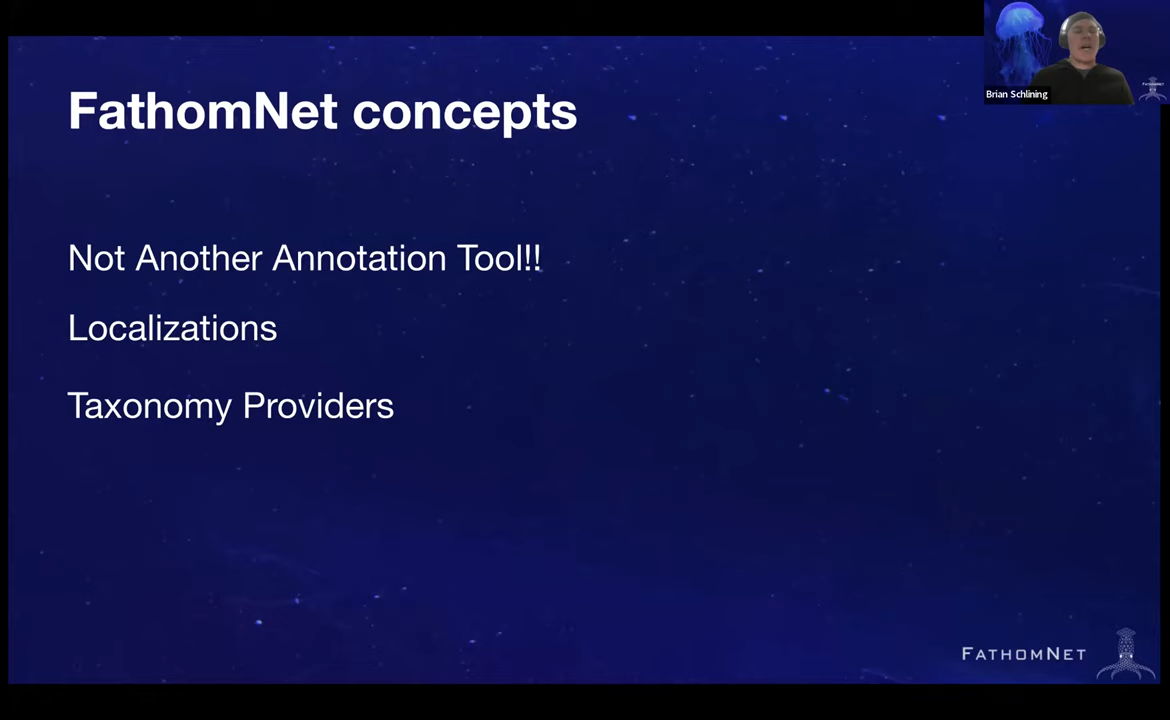 FathomNet concepts
Brian Schlining
Not Another Annotation Tool!!
Localizations
Taxonomy Providers
FATHOMNET